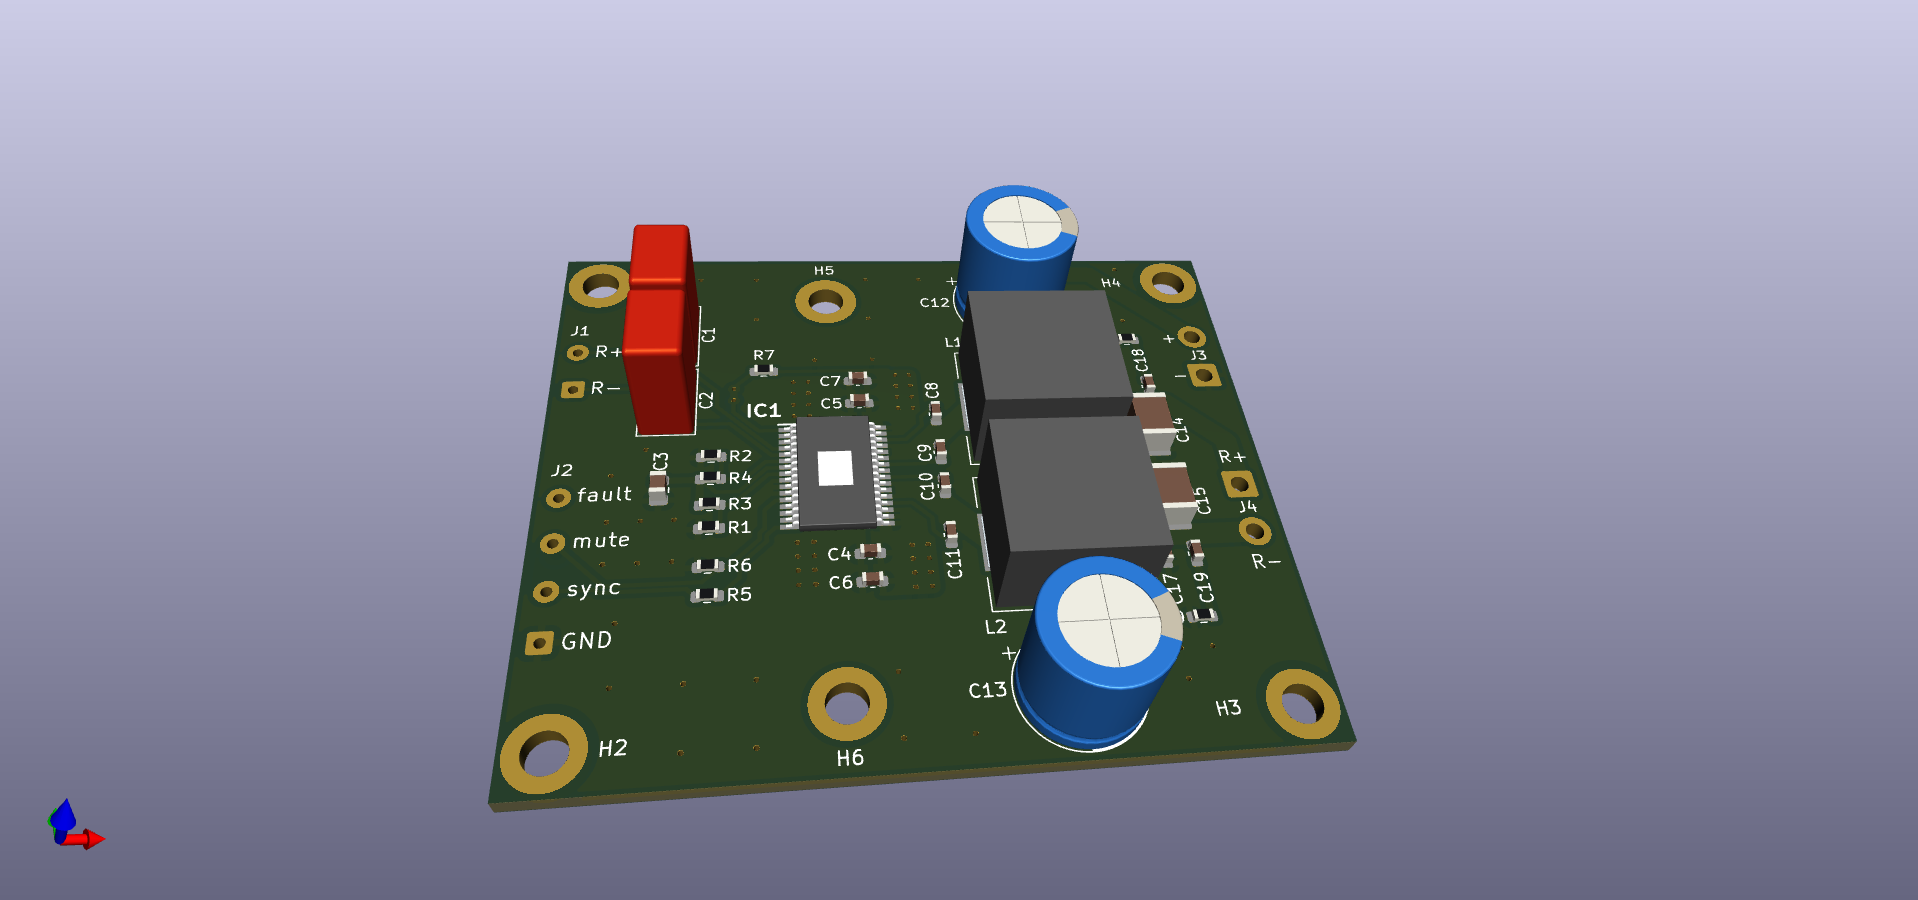 H5
H4
C12
+
J1
R+
C1
L1
+
J3
R7
C18
−
R−
C7
C2
C5
C8
IC1
C14
C3
R2
C9
R+
J2
R4
C10
fault
R3
C15
J4
R1
mute
C4
C11
R−
R6
C6
sync
R5
C17
C19
GND
L2
+
C13
H3
H2
H6